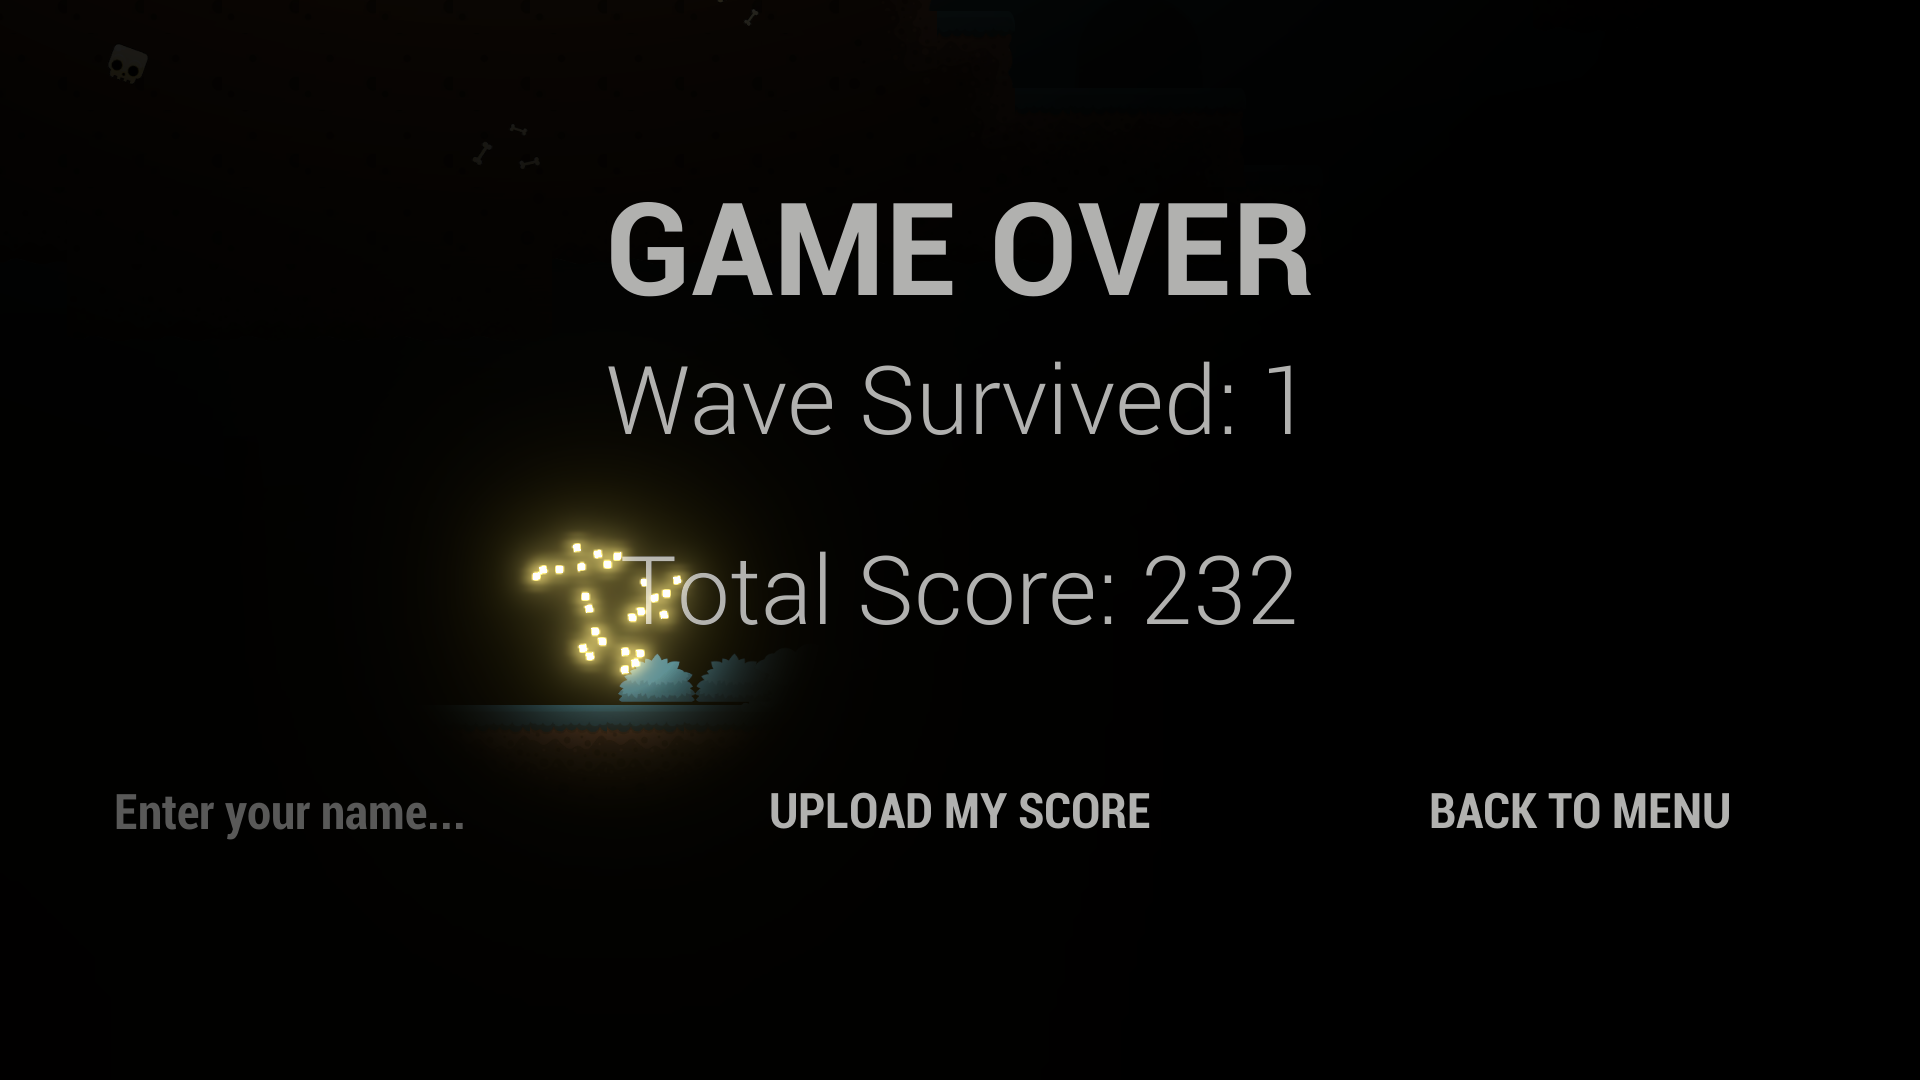 GAME OVER
Wave Survived: 1
Total Score: 232
Enter your name...
UPLOAD MY SCORE
BACK TO MENU